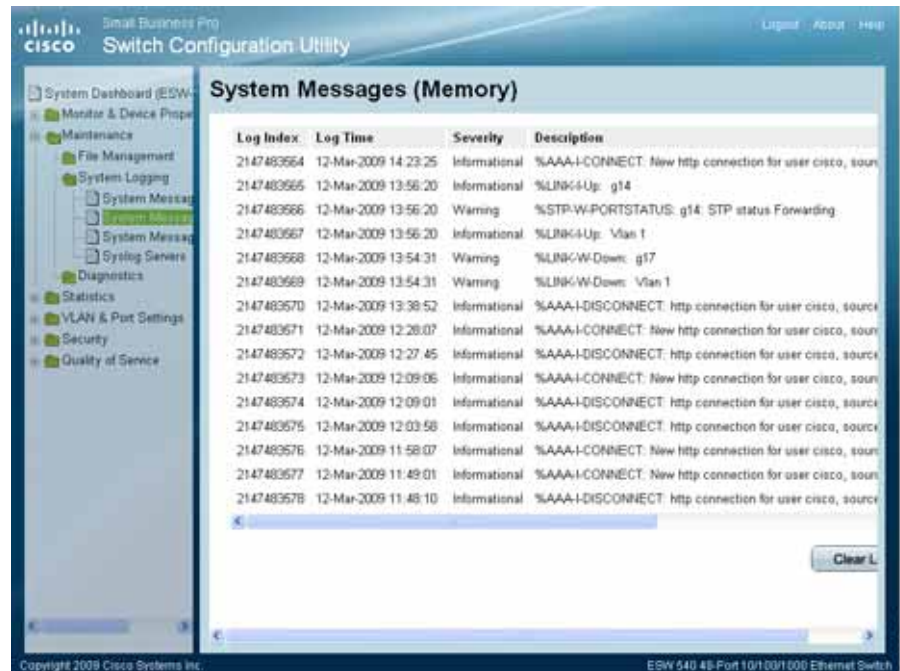 Small Business Pro
cisco Switch Configuration Utility
Logout About Help
System Dashboard (ESW-
Monitor & Device Prope
Maintenance
File Management
System Logging
System Messag
System Messag
System Messag
Syslog Servers
Diagnostics
Statistics
VLAN & Port Settings
Security
Quality of Service
System Messages (Memory)
Log Index Log Time Severity Description
2147483564 12-Mar-2009 14:23:25 Informational %AAA-I-CONNECT: New http connection for user cisco, sourc
2147483565 12-Mar-2009 13:56:20 Informational %LINK-I-Up: g14
2147483566 12-Mar-2009 13:56:20 Warning %STP-W-PORTSTATUS: g14: STP status Forwarding
2147483567 12-Mar-2009 13:56:20 Informational %LINK-I-Up: Vlan 1
2147483568 12-Mar-2009 13:54:31 Warning %LINK-W-Down: g17
2147483569 12-Mar-2009 13:54:31 Warning %LINK-W-Down: Vlan 1
2147483570 12-Mar-2009 13:38:52 Informational %AAA-I-DISCONNECT: http connection for user cisco, source
2147483571 12-Mar-2009 12:28:07 Informational %AAA-I-CONNECT: New http connection for user cisco, sourc
2147483572 12-Mar-2009 12:27:45 Informational %AAA-I-DISCONNECT: http connection for user cisco, source
2147483573 12-Mar-2009 12:09:06 Informational %AAA-I-CONNECT: New http connection for user cisco, sourc
2147483574 12-Mar-2009 12:09:01 Informational %AAA-I-DISCONNECT: http connection for user cisco, source
2147483575 12-Mar-2009 12:03:58 Informational %AAA-I-DISCONNECT: http connection for user cisco, source
2147483576 12-Mar-2009 11:58:07 Informational %AAA-I-CONNECT: New http connection for user cisco, sourc
2147483577 12-Mar-2009 11:49:01 Informational %AAA-I-CONNECT: New http connection for user cisco, sourc
2147483578 12-Mar-2009 11:48:10 Informational %AAA-I-DISCONNECT: http connection for user cisco, source
Clear L
Copyright 2009 Cisco Systems Inc.
ESW 540 48-Port 10/100/1000 Ethernet Switch